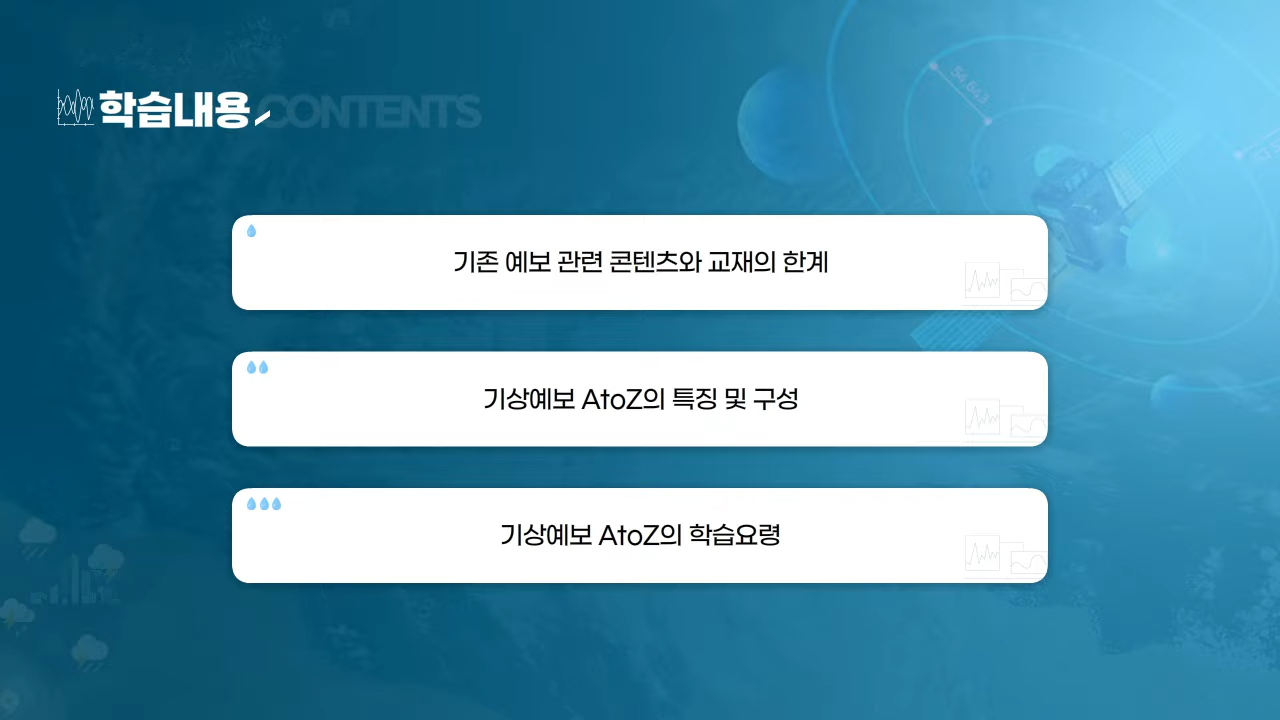 학습내용 CONTENTS
54,643
기존 예보 관련 콘텐츠와 교재의 한계
기상예보 AtoZ의 특징 및 구성
기상예보 AtoZ의 학습요령